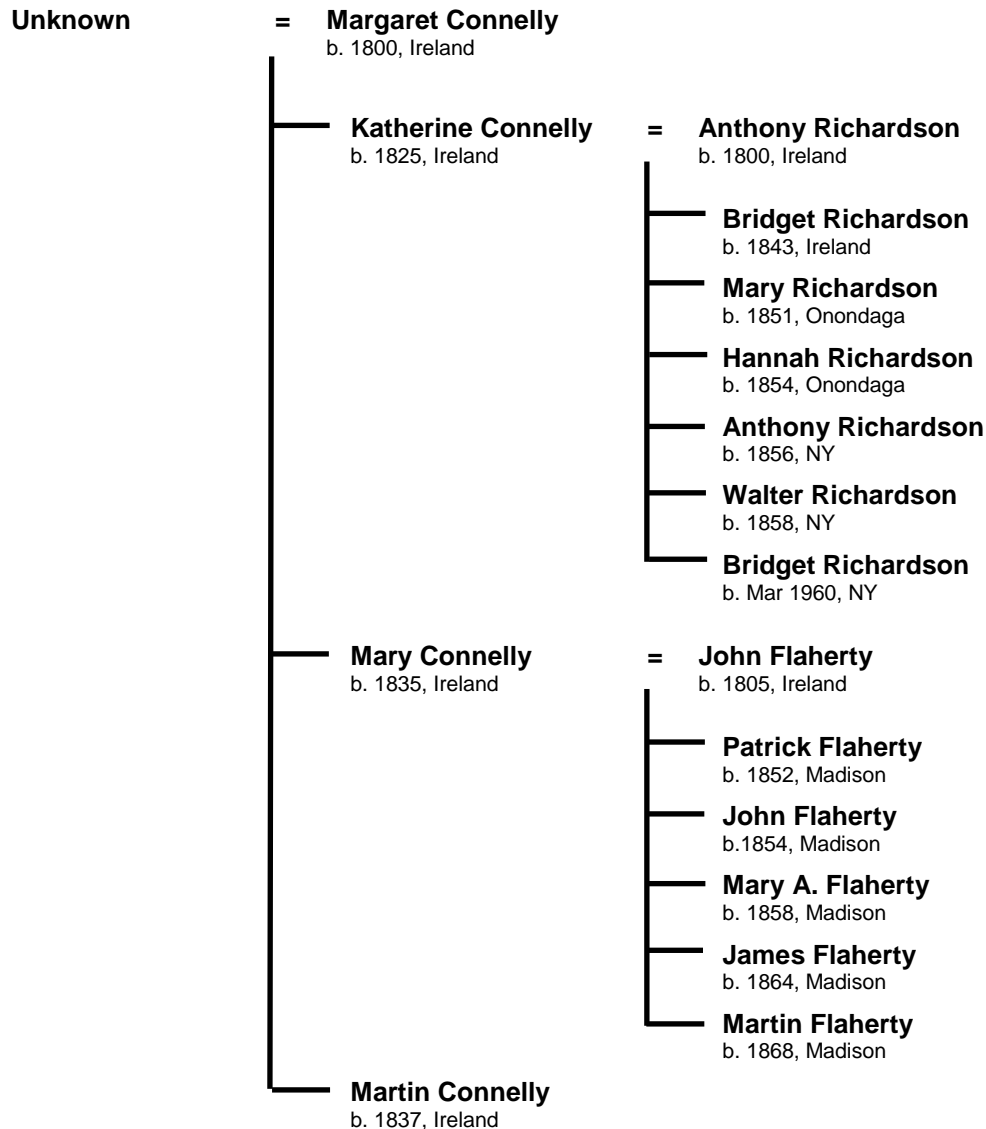 Unknown = Margaret Connelly
b. 1800, Ireland
Katherine Connelly = Anthony Richardson
b. 1825, Ireland b. 1800, Ireland
Bridget Richardson
b. 1843, Ireland
Mary Richardson
b. 1851, Onondaga
Hannah Richardson
b. 1854, Onondaga
Anthony Richardson
b. 1856, NY
Walter Richardson
b. 1858, NY
Bridget Richardson
b. Mar 1960, NY
Mary Connelly = John Flaherty
b. 1835, Ireland b. 1805, Ireland
Patrick Flaherty
b. 1852, Madison
John Flaherty
b.1854, Madison
Mary A. Flaherty
b. 1858, Madison
James Flaherty
b. 1864, Madison
Martin Flaherty
b. 1868, Madison
Martin Connelly
b. 1837, Ireland